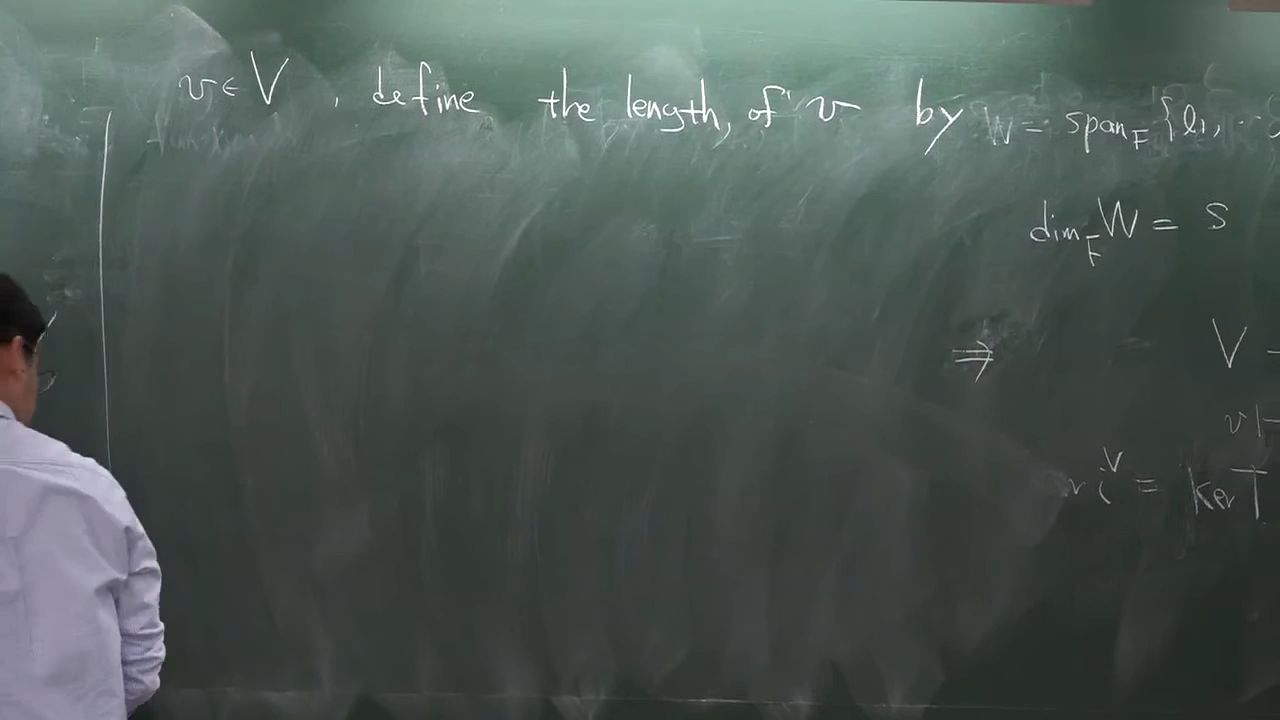 v ∈ V , define the length, of v by W = span_F {l1, ...
dim_F W = s
⇒ V
v ↦
i^V = ker T